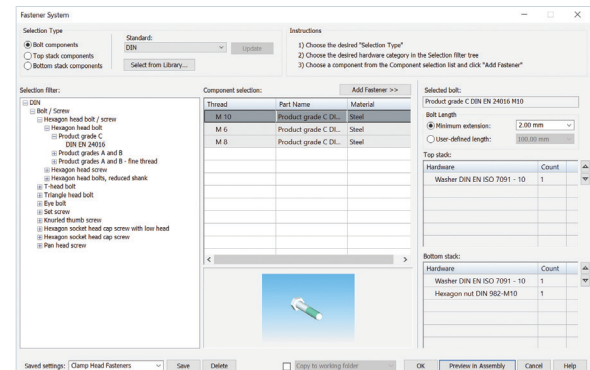 Fastener System
Selection Type
Bolt components
Top stack components
Bottom stack components
Standard:
DIN
Update
Select from Library...
Instructions
1) Choose the desired "Selection Type"
2) Choose the desired hardware category in the Selection filter tree
3) Choose a component from the Component selection list and click "Add Fastener"
Selection filter:
DIN
Bolt / Screw
Hexagon head bolt / screw
Hexagon head bolt
Product grade C
DIN EN 24016
Product grades A and B
Product grades A and B - fine thread
Hexagon head screw
Hexagon head bolts, reduced shank
T-head bolt
Triangle head bolt
Eye bolt
Set screw
Knurled thumb screw
Hexagon socket head cap screw with low head
Hexagon socket head cap screw
Pan head screw
Component selection:
Add Fastener >>
Thread Part Name Material
M 10 Product grade C DI... Steel
M 6 Product grade C DI... Steel
M 8 Product grade C DI... Steel
Selected bolt:
Product grade C DIN EN 24016 M10
Bolt Length
Minimum extension: 2.00 mm
User-defined length: 100.00 mm
Top stack:
Hardware Count
Washer DIN EN ISO 7091 - 10 1
Bottom stack:
Hardware Count
Washer DIN EN ISO 7091 - 10 1
Hexagon nut DIN 982-M10 1
Saved settings: Clamp Head Fasteners Save Delete Copy to working folder OK Preview in Assembly Cancel Help